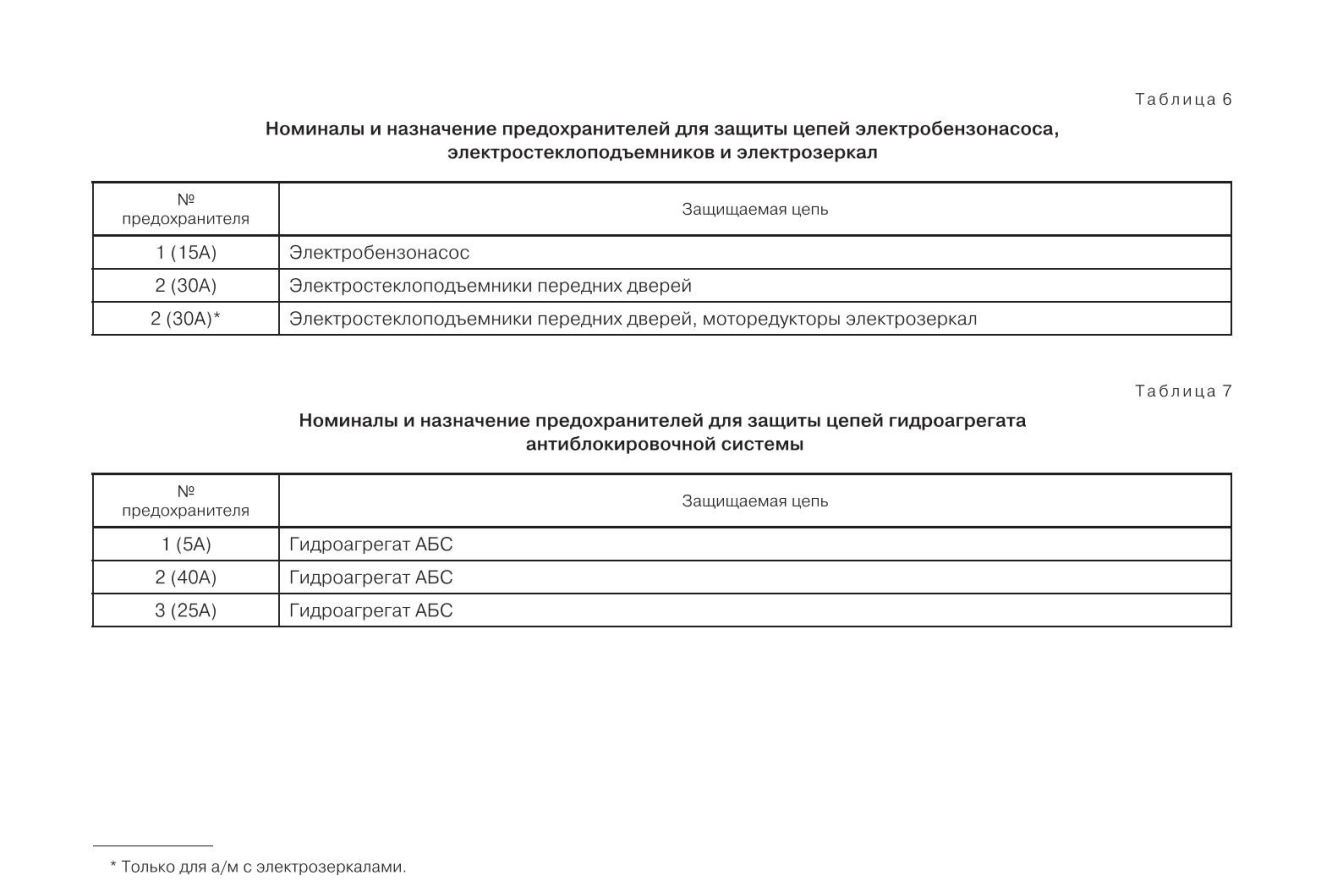 Таблица 6
Номиналы и назначение предохранителей для защиты цепей электробензонасоса,
электростеклоподъемников и электрозеркал
№
предохранителя
Защищаемая цепь
1 (15А)
Электробензонасос
2 (30А)
Электростеклоподъемники передних дверей
2 (30А)*
Электростеклоподъемники передних дверей, моторедукторы электрозеркал
Таблица 7
Номиналы и назначение предохранителей для защиты цепей гидроагрегата
антиблокировочной системы
№
предохранителя
Защищаемая цепь
1 (5А)
Гидроагрегат АБС
2 (40А)
Гидроагрегат АБС
3 (25А)
Гидроагрегат АБС
* Только для а/м с электрозеркалами.